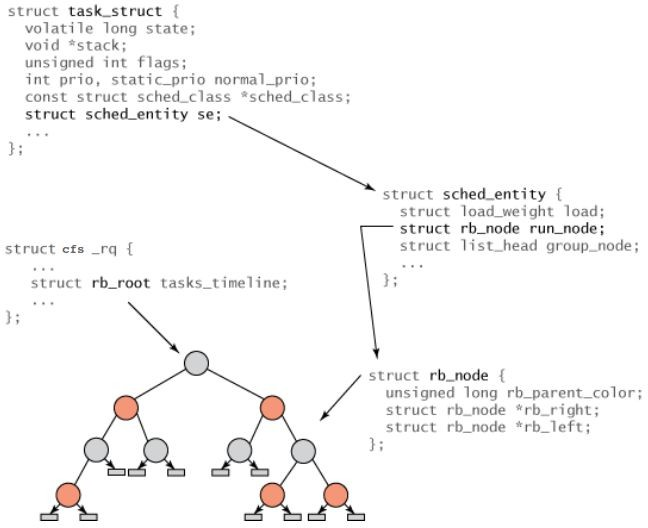 struct task_struct {
volatile long state;
void *stack;
unsigned int flags;
int prio, static_prio normal_prio;
const struct sched_class *sched_class;
struct sched_entity se;
...
};
struct sched_entity {
struct load_weight load;
struct rb_node run_node;
struct list_head group_node;
...
};
struct cfs _rq {
...
struct rb_root tasks_timeline;
...
};
struct rb_node {
unsigned long rb_parent_color;
struct rb_node *rb_right;
struct rb_node *rb_left;
};